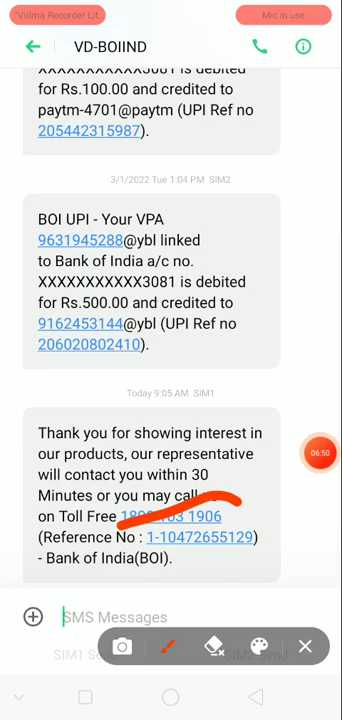 "Vidma Recorder Lit...
Mic in use
VD-BOIIND
for Rs.100.00 and credited to
paytm-4701@paytm (UPI Ref no
205442315987).
3/1/2022 Tue 1:04 PM SIM2
BOI UPI - Your VPA
9631945288@ybl linked
to Bank of India a/c no.
XXXXXXXXXXX3081 is debited
for Rs.500.00 and credited to
9162453144@ybl (UPI Ref no
206020802410).
Today 9:05 AM SIM1
Thank you for showing interest in
our products, our representative
will contact you within 30
Minutes or you may call
on Toll Free 1906
06:50
(Reference No : 1-10472655129)
- Bank of India(BOI).
SMS Messages
SIM1